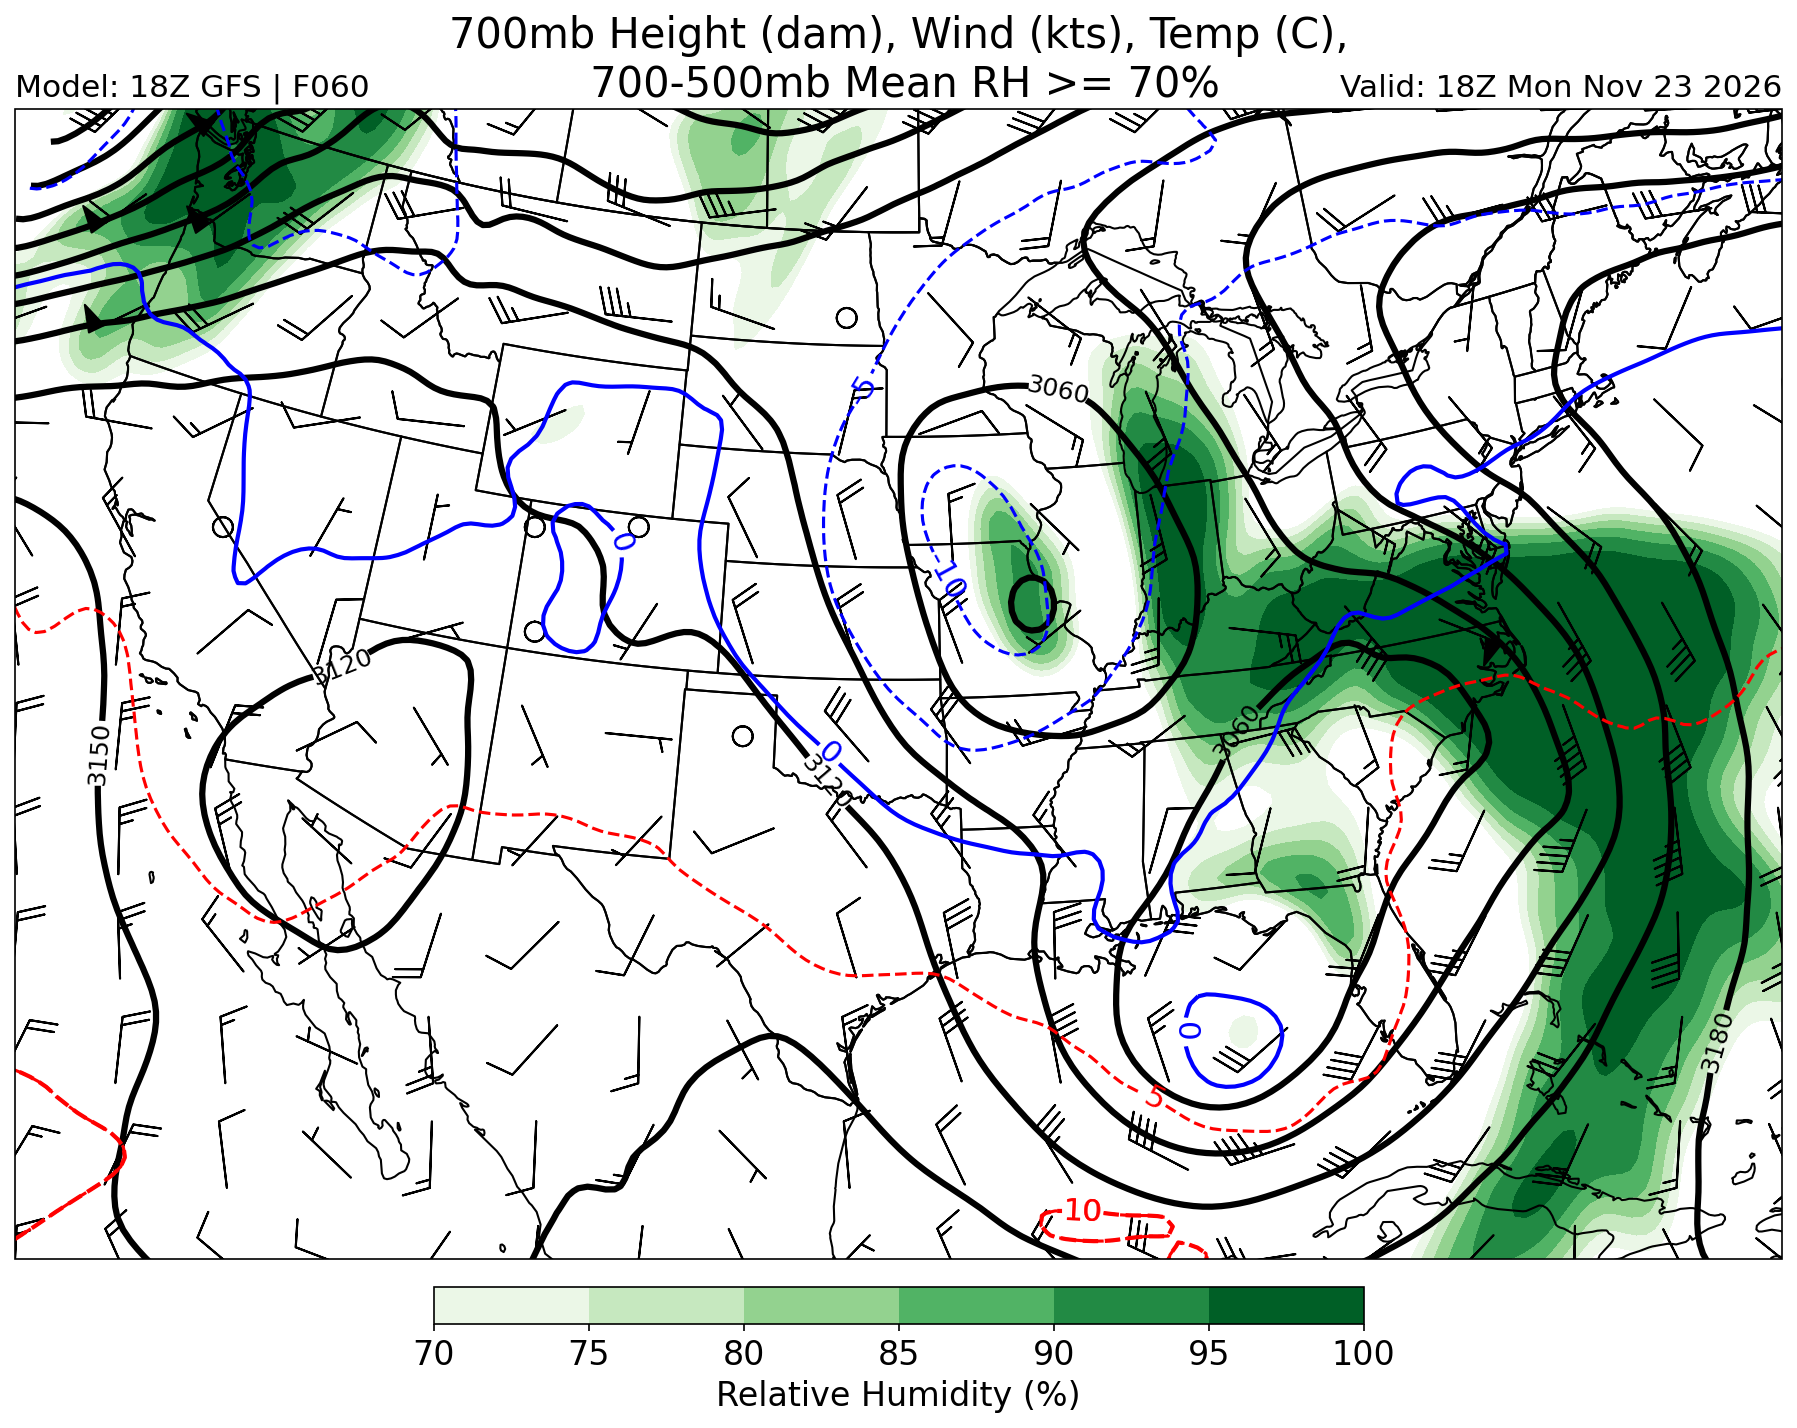 700mb Height (dam), Wind (kts), Temp (C),
700-500mb Mean RH >= 70%
Model: 18Z GFS | F060
Valid: 18Z Mon Nov 23 2026
3060
5
10
0
3120
3150
0
3120
3060
0
5
3180
10
70 75 80 85 90 95 100
Relative Humidity (%)